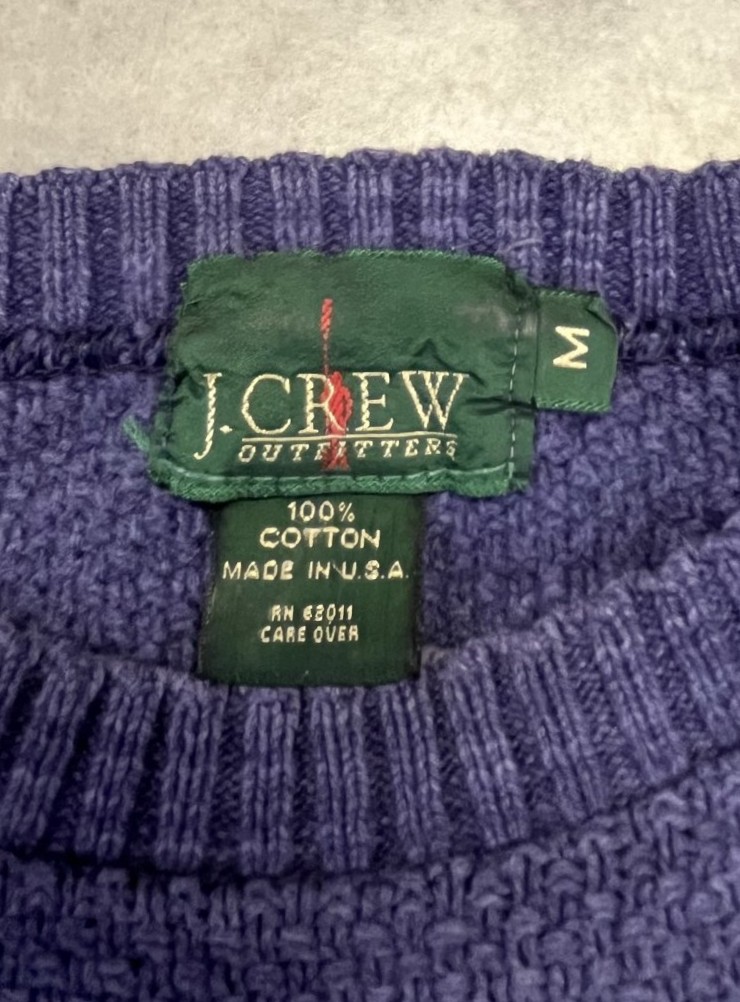 J.CREW
OUTFITTERS
M
100%
COTTON
MADE IN U.S.A.
RN 62011
CARE OVER